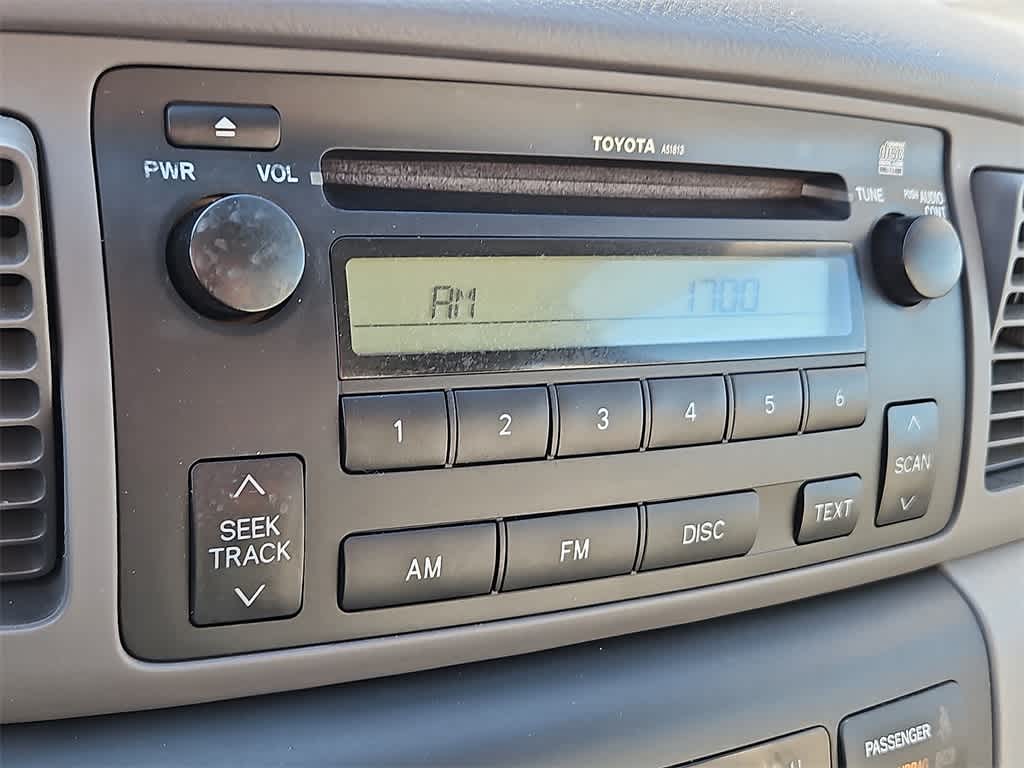 TOYOTA A51813
PWR VOL
disc
TUNE PUSH AUDIO
CONT
AM 1700
1 2 3 4 5 6
SEEK
TRACK
SCAN
AM FM DISC TEXT
PASSENGER